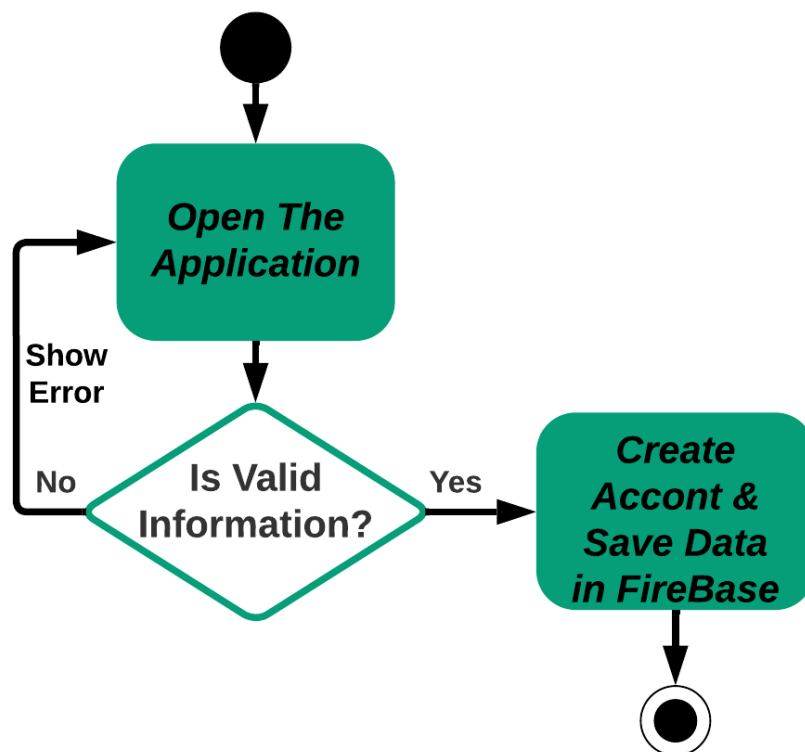 Open The
Application
Show
Error
No
Is Valid
Information?
Yes
Create
Accont &
Save Data
in FireBase